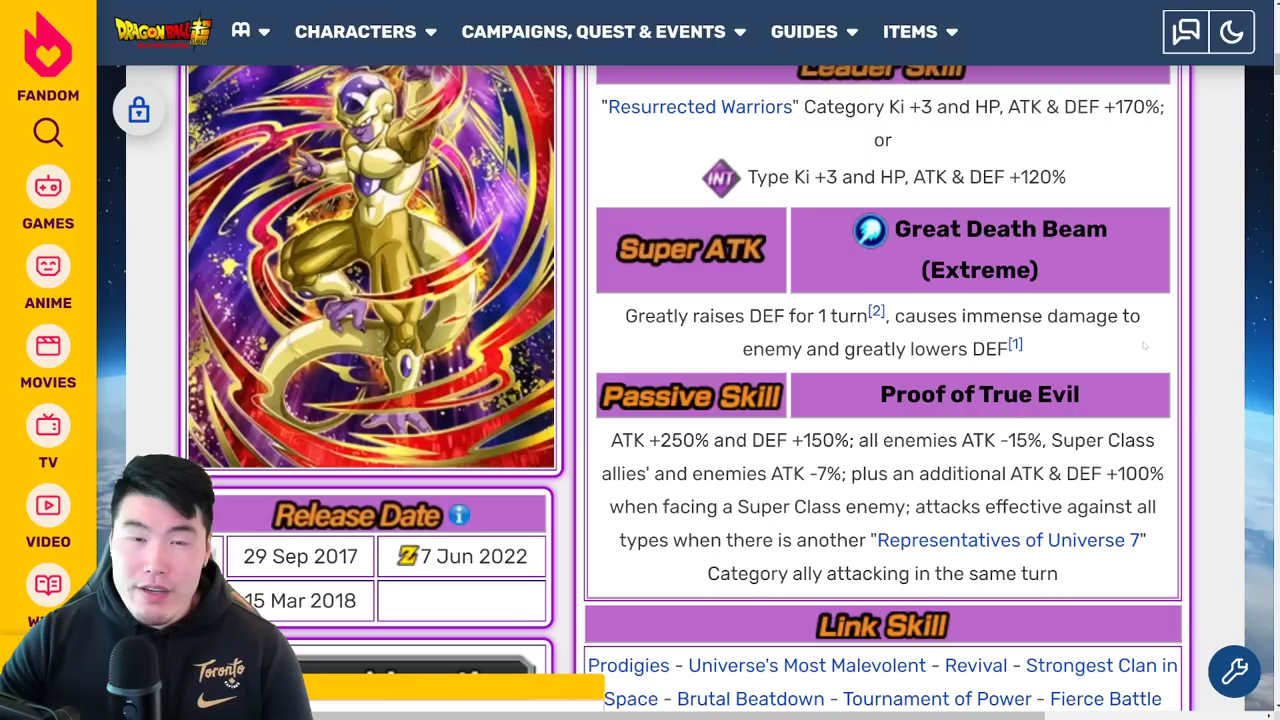 DRAGON BALL
CHARACTERS
CAMPAIGNS, QUEST & EVENTS
GUIDES
ITEMS
FANDOM
GAMES
ANIME
MOVIES
TV
VIDEO
Leader Skill
"Resurrected Warriors" Category Ki +3 and HP, ATK & DEF +170%;
or
INT Type Ki +3 and HP, ATK & DEF +120%
Super ATK
Great Death Beam
(Extreme)
Greatly raises DEF for 1 turn[2], causes immense damage to
enemy and greatly lowers DEF[1]
Passive Skill
Proof of True Evil
ATK +250% and DEF +150%; all enemies ATK -15%, Super Class
allies' and enemies ATK -7%; plus an additional ATK & DEF +100%
when facing a Super Class enemy; attacks effective against all
types when there is another "Representatives of Universe 7"
Category ally attacking in the same turn
Release Date i
29 Sep 2017
Z 7 Jun 2022
15 Mar 2018
Link Skill
Prodigies - Universe's Most Malevolent - Revival - Strongest Clan in
Space - Brutal Beatdown - Tournament of Power - Fierce Battle
Toronto